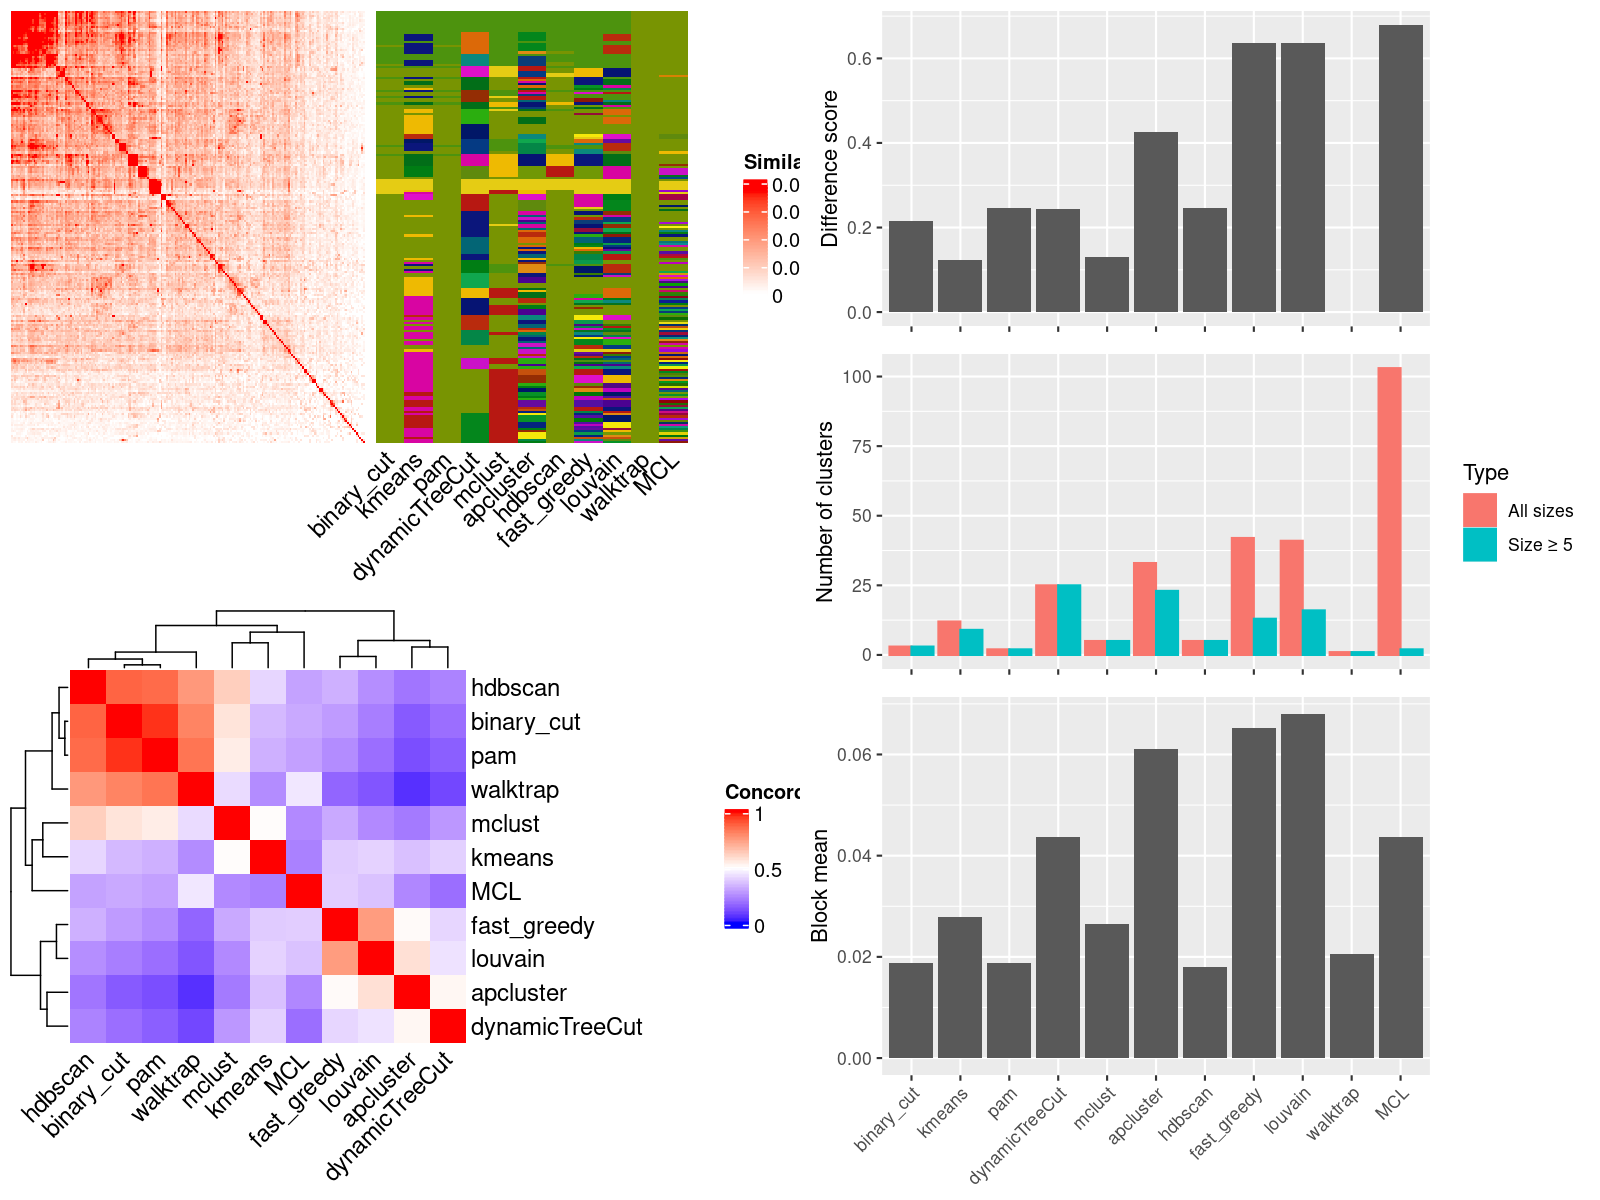 Simila
0.0
0.0
0.0
0.0
0
binary_cut
kmeans
pam
dynamicTreeCut
mclust
apcluster
hdbscan
fast_greedy
louvain
walktrap
MCL
hdbscan
binary_cut
pam
walktrap
mclust
kmeans
MCL
fast_greedy
louvain
apcluster
dynamicTreeCut
hdbscan
binary_cut
pam
walktrap
mclust
kmeans
MCL
fast_greedy
louvain
apcluster
dynamicTreeCut
Concord
1
0.5
0
Difference score
0.6
0.4
0.2
0.0
Number of clusters
100
75
50
25
0
Type
All sizes
Size ≥ 5
Block mean
0.06
0.04
0.02
0.00
binary_cut
kmeans
pam
dynamicTreeCut
mclust
apcluster
hdbscan
fast_greedy
louvain
walktrap
MCL